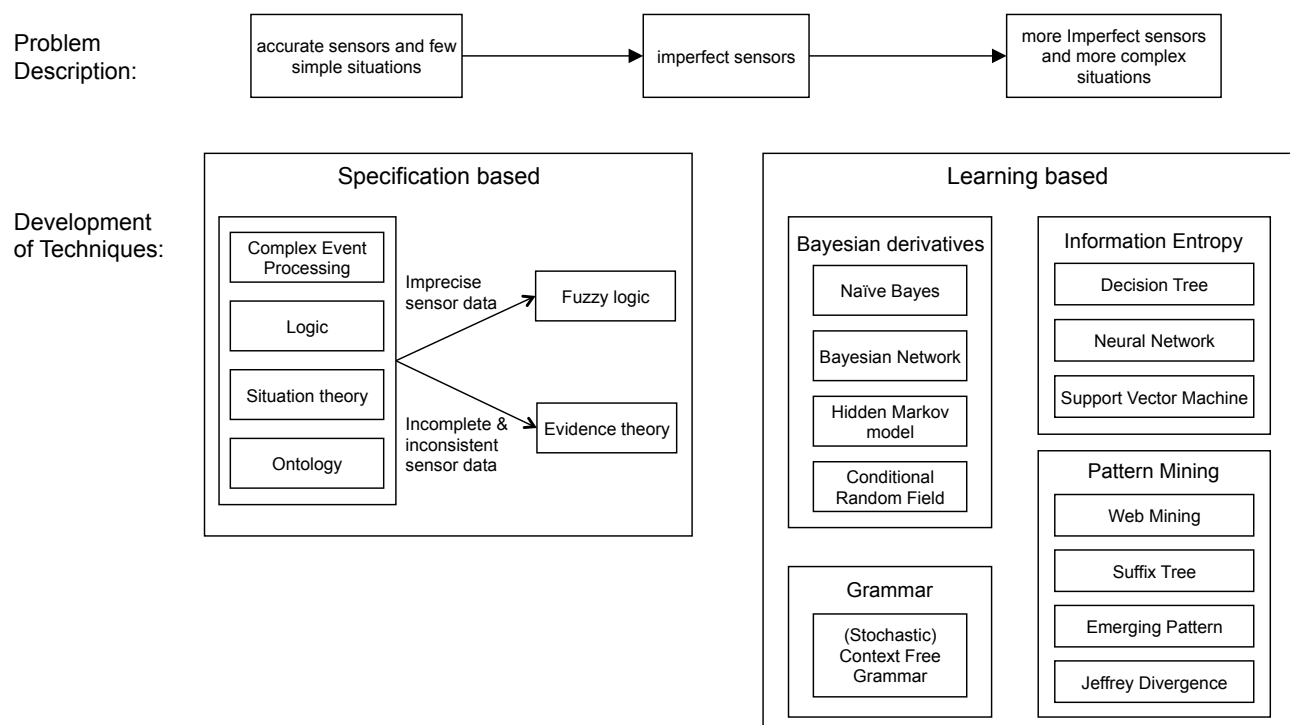 Problem
Description:
accurate sensors and few
simple situations
imperfect sensors
more Imperfect sensors
and more complex
situations
Development
of Techniques:
Specification based
Complex Event
Processing
Logic
Situation theory
Ontology
Imprecise
sensor data
Incomplete &
inconsistent
sensor data
Fuzzy logic
Evidence theory
Learning based
Bayesian derivatives
Naïve Bayes
Bayesian Network
Hidden Markov
model
Conditional
Random Field
Grammar
(Stochastic)
Context Free
Grammar
Information Entropy
Decision Tree
Neural Network
Support Vector Machine
Pattern Mining
Web Mining
Suffix Tree
Emerging Pattern
Jeffrey Divergence